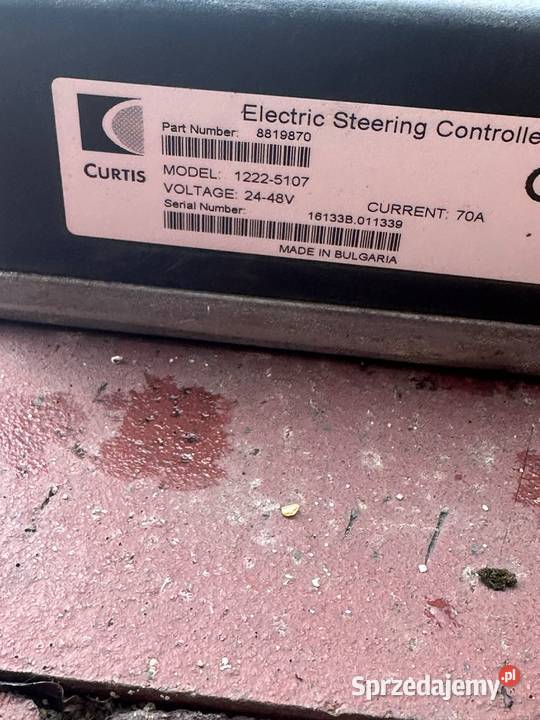 Electric Steering Controlle
Part Number: 8819870
CURTIS
MODEL: 1222-5107
VOLTAGE: 24-48V
CURRENT: 70A
Serial Number: 16133B.011339
MADE IN BULGARIA
Sprzedajemy.pl